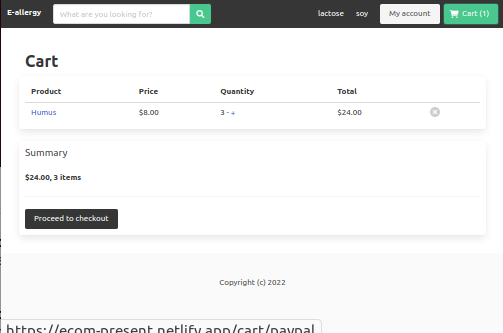 E-allergy What are you looking for? lactose soy My account Cart (1)
Cart
Product Price Quantity Total
Humus $8.00 3 - + $24.00
Summary
$24.00, 3 items
Proceed to checkout
Copyright (c) 2022
https://ecom-present.netlify.app/cart/paypal